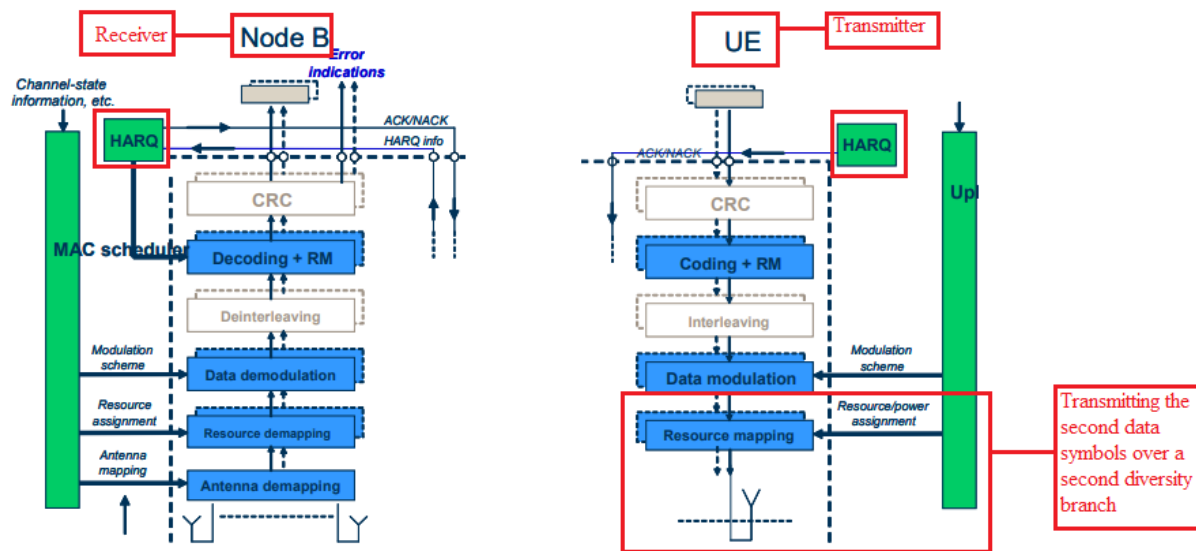 Receiver
Node B
Error
indications
Channel-state
information, etc.
HARQ
ACK/NACK
HARQ info
CRC
MAC scheduler
Decoding + RM
Deinterleaving
Modulation
scheme
Data demodulation
Resource
assignment
Resource demapping
Antenna
mapping
Antenna demapping
UE
Transmitter
ACK/NACK
HARQ
CRC
Upl
Coding + RM
Interleaving
Data modulation
Modulation
scheme
Resource/power
assignment
Resource mapping
Transmitting the
second data
symbols over a
second diversity
branch